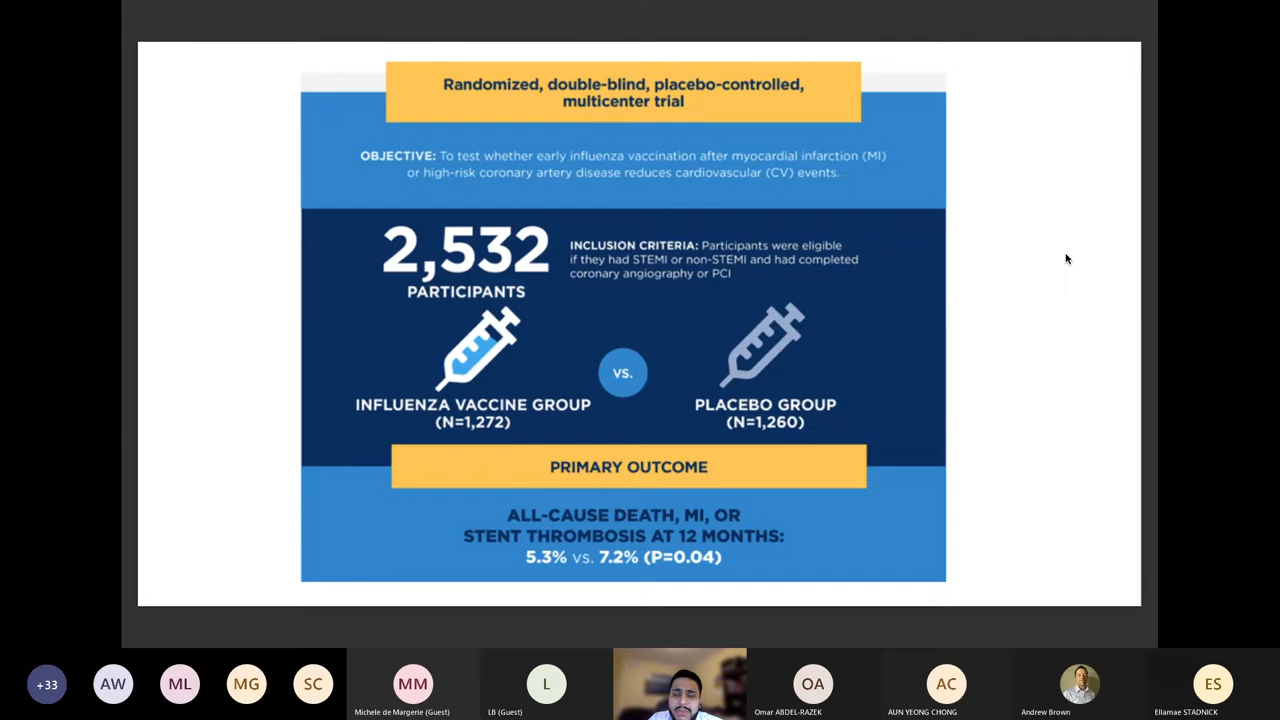 Randomized, double-blind, placebo-controlled,
multicenter trial
OBJECTIVE: To test whether early influenza vaccination after myocardial infarction (MI)
or high-risk coronary artery disease reduces cardiovascular (CV) events.
2,532
PARTICIPANTS
INCLUSION CRITERIA: Participants were eligible
if they had STEMI or non-STEMI and had completed
coronary angiography or PCI
INFLUENZA VACCINE GROUP
(N=1,272)
VS.
PLACEBO GROUP
(N=1,260)
PRIMARY OUTCOME
ALL-CAUSE DEATH, MI, OR
STENT THROMBOSIS AT 12 MONTHS:
5.3% VS. 7.2% (P=0.04)
+33
AW
ML
MG
SC
MM
Michele de Margerie (Guest)
L
LB (Guest)
OA
Omar ABDEL-RAZEK
AC
AUN YEONG CHONG
Andrew Brown
ES
Ellamae STADNICK